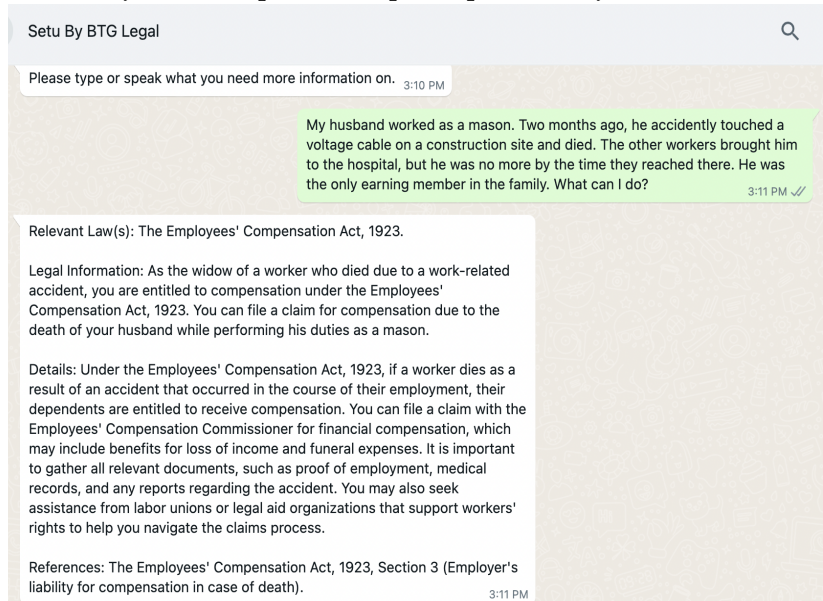 Setu By BTG Legal
Please type or speak what you need more information on. 3:10 PM
My husband worked as a mason. Two months ago, he accidently touched a
voltage cable on a construction site and died. The other workers brought him
to the hospital, but he was no more by the time they reached there. He was
the only earning member in the family. What can I do?
3:11 PM
Relevant Law(s): The Employees' Compensation Act, 1923.
Legal Information: As the widow of a worker who died due to a work-related
accident, you are entitled to compensation under the Employees'
Compensation Act, 1923. You can file a claim for compensation due to the
death of your husband while performing his duties as a mason.
Details: Under the Employees' Compensation Act, 1923, if a worker dies as a
result of an accident that occurred in the course of their employment, their
dependents are entitled to receive compensation. You can file a claim with the
Employees' Compensation Commissioner for financial compensation, which
may include benefits for loss of income and funeral expenses. It is important
to gather all relevant documents, such as proof of employment, medical
records, and any reports regarding the accident. You may also seek
assistance from labor unions or legal aid organizations that support workers'
rights to help you navigate the claims process.
References: The Employees' Compensation Act, 1923, Section 3 (Employer's
liability for compensation in case of death).
3:11 PM